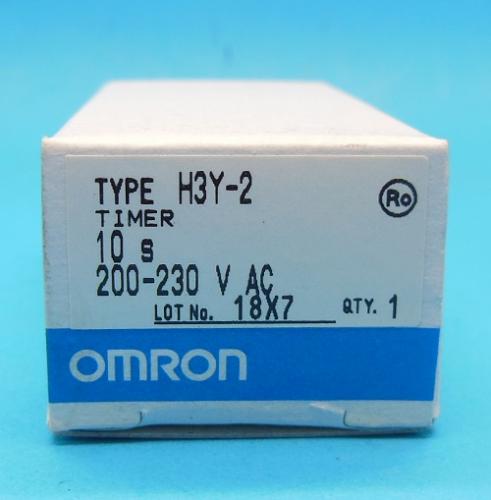 TYPE H3Y-2
Ro
TIMER
10 s
200-230 V AC
LOT No. 18X7 QTY. 1
OMRON